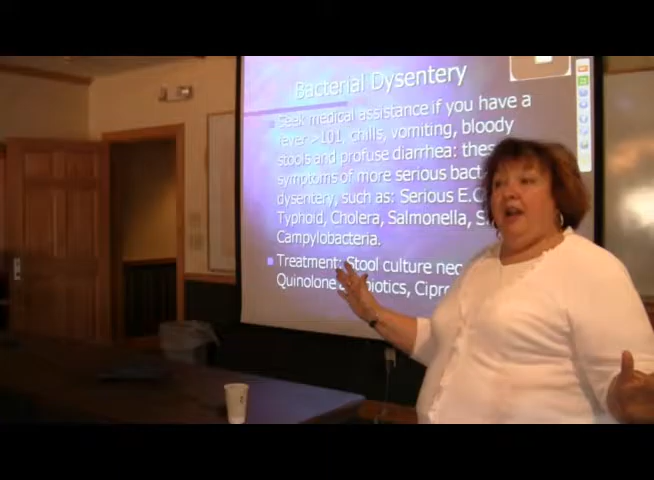 Bacterial Dysentery
Seek medical assistance if you have a
fever >101, chills, vomiting, bloody
stools and profuse diarrhea: these
symptoms of more serious bact
dysentery, such as: Serious E.C
Typhoid, Cholera, Salmonella, S
Campylobacteria.
Treatment: Stool culture nec
Quinolone Cipr